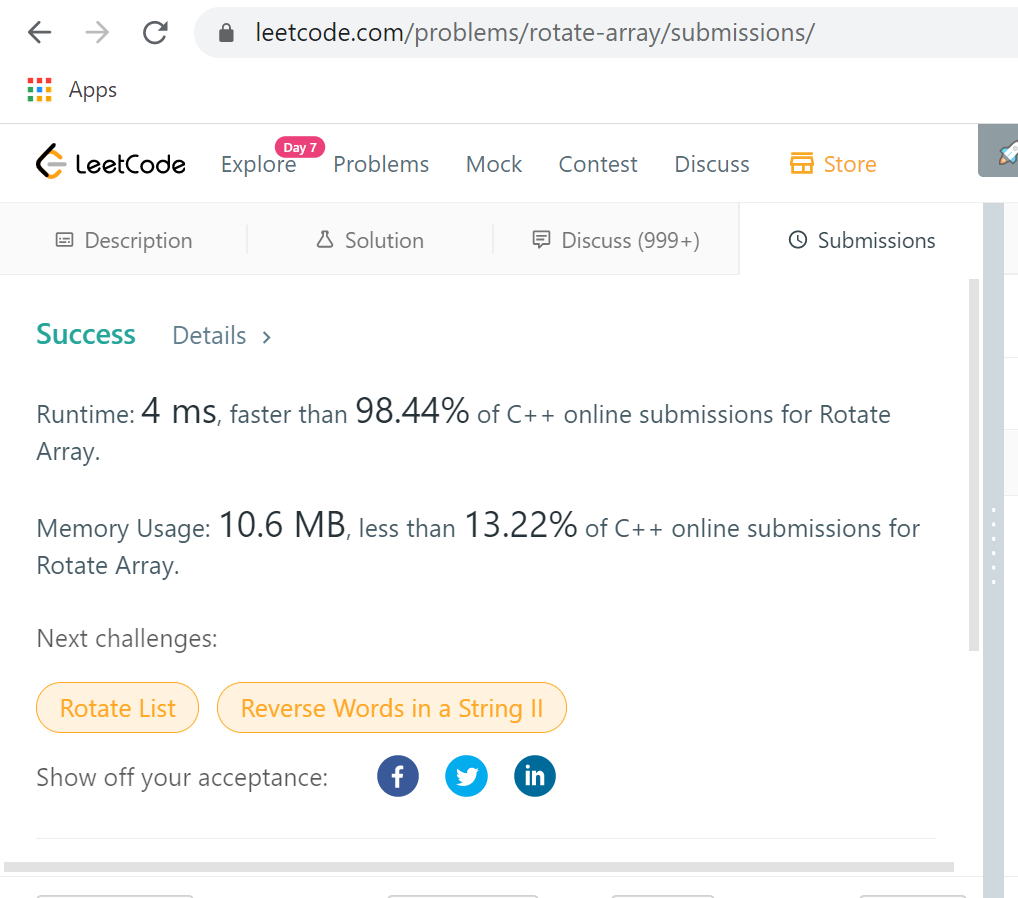 leetcode.com/problems/rotate-array/submissions/
Apps
LeetCode Explore Day 7 Problems Mock Contest Discuss Store
Description Solution Discuss (999+) Submissions
Success Details >
Runtime: 4 ms, faster than 98.44% of C++ online submissions for Rotate
Array.
Memory Usage: 10.6 MB, less than 13.22% of C++ online submissions for
Rotate Array.
Next challenges:
Rotate List Reverse Words in a String II
Show off your acceptance: f in